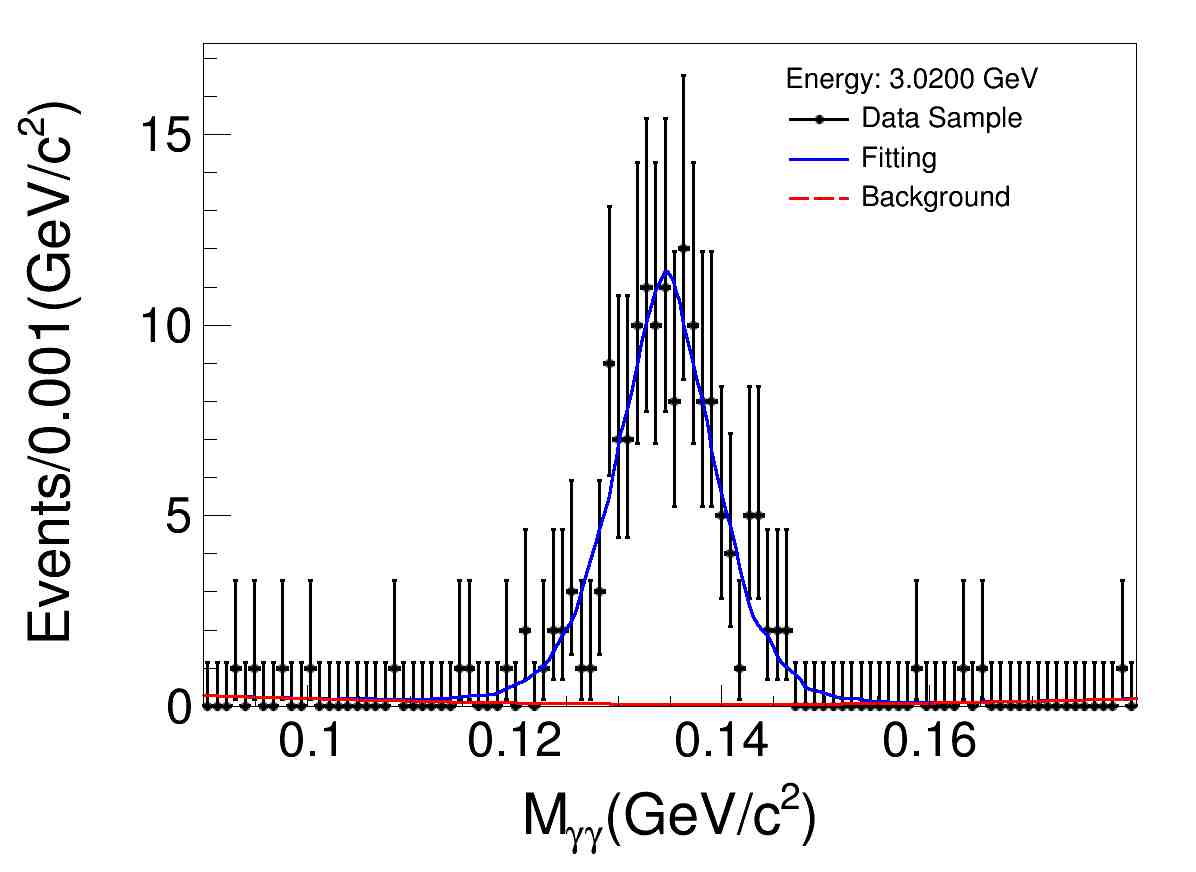 Energy: 3.0200 GeV
Data Sample
Fitting
Background
Events/0.001(GeV/c²)
15
10
5
0
0.1 0.12 0.14 0.16
Mγγ(GeV/c²)